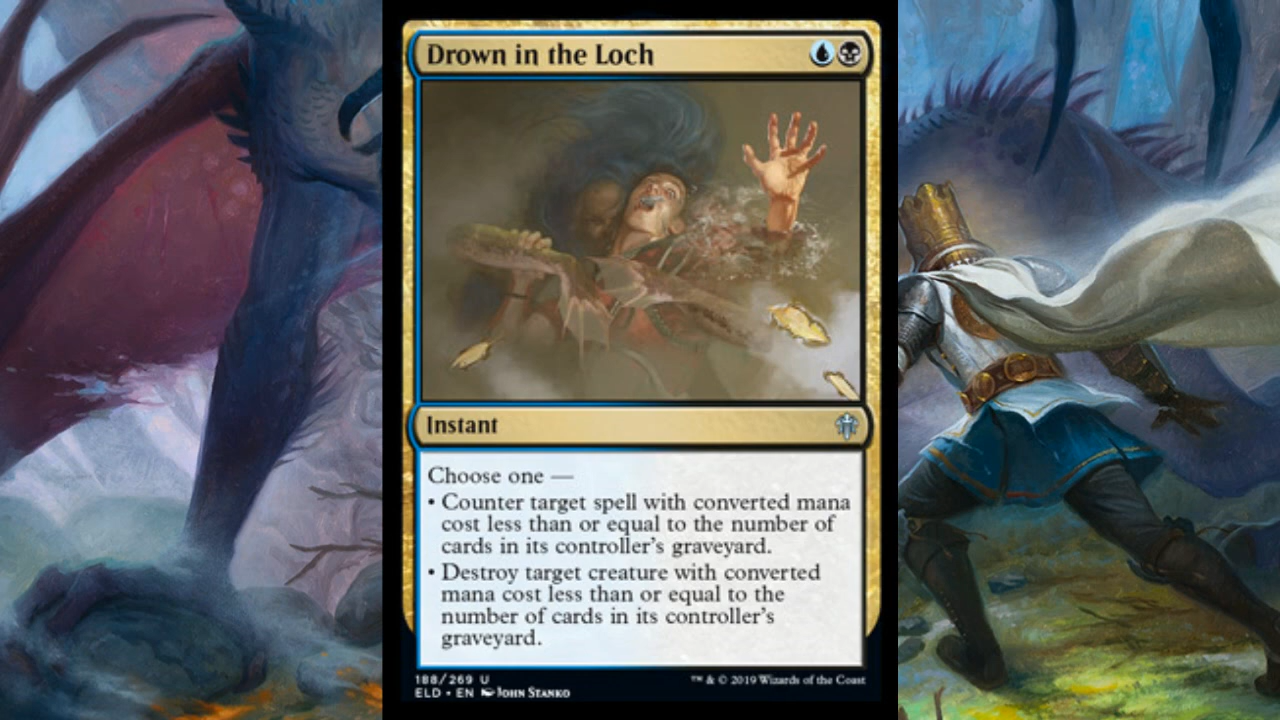 Drown in the Loch
Instant
Choose one —
• Counter target spell with converted mana
cost less than or equal to the number of
cards in its controller's graveyard.
• Destroy target creature with converted
mana cost less than or equal to the
number of cards in its controller's
graveyard.
188/269 U
ELD • EN JOHN STANKO
™ & © 2019 Wizards of the Coast